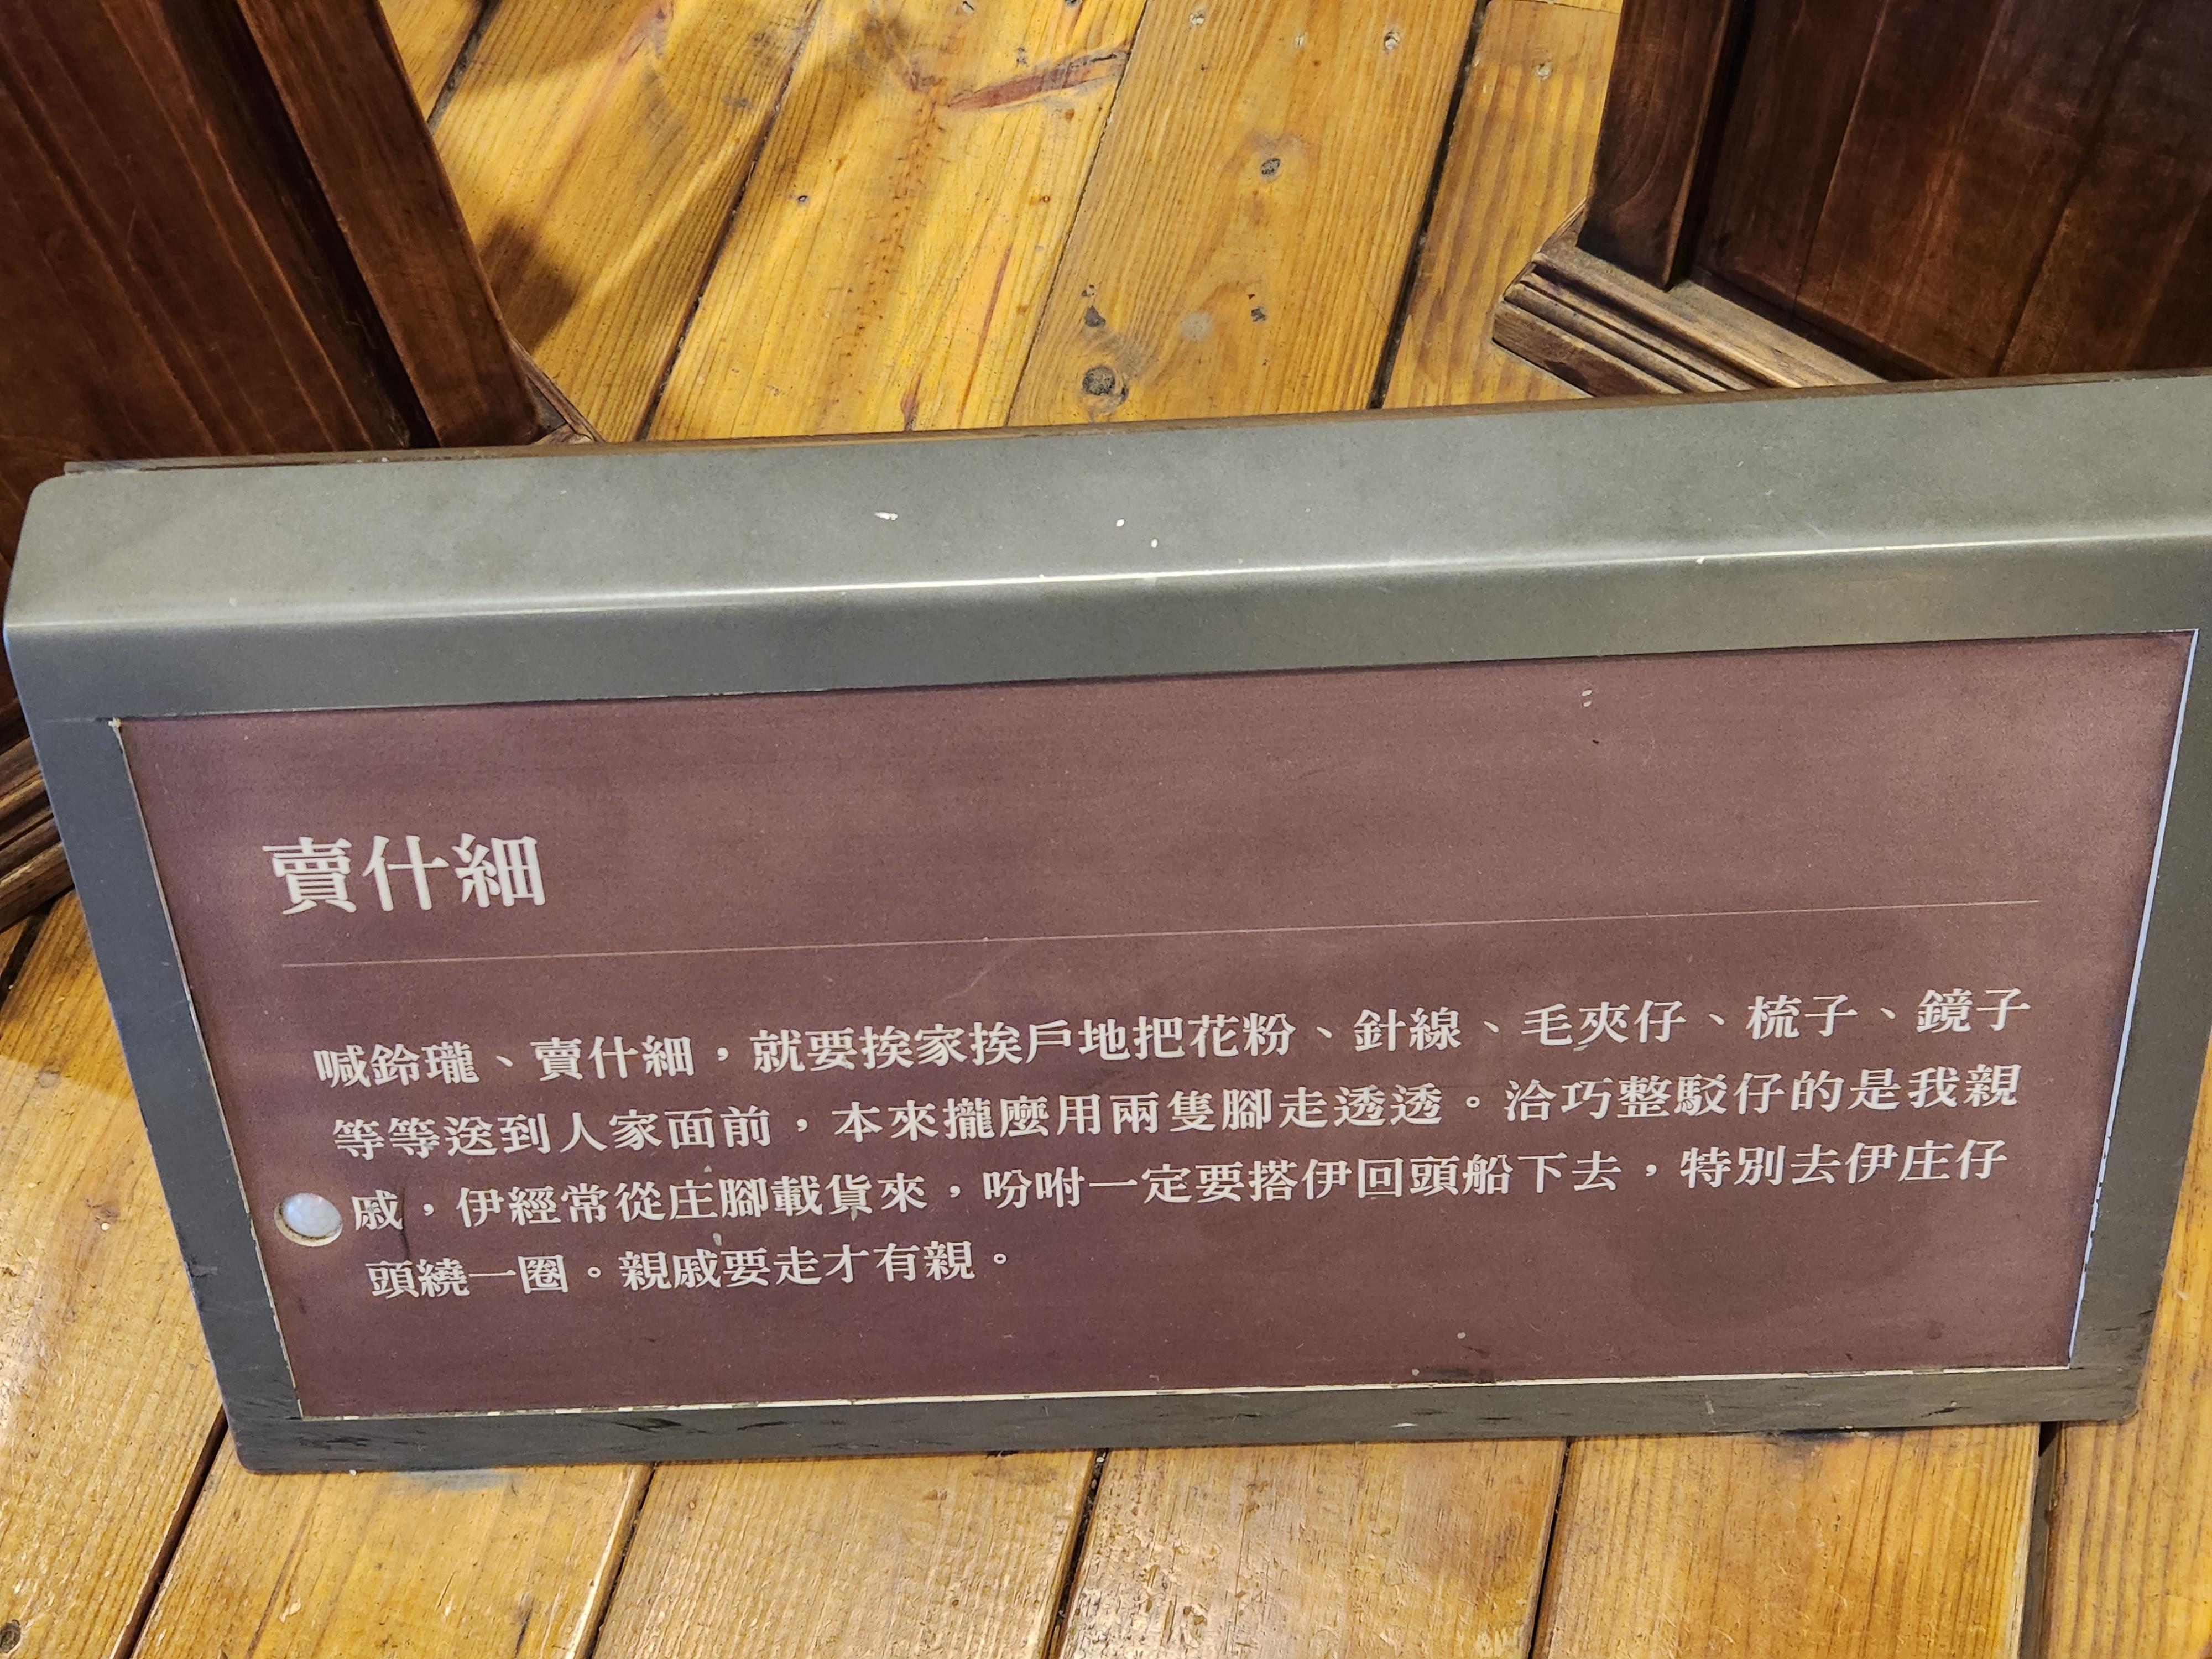 賣什細
喊鈴瓏、賣什細，就要挨家挨戶地把花粉、針線、毛夾仔、梳子、鏡子
等等送到人家面前，本來攏麼用兩隻腳走透透。洽巧整駁仔的是我親
戚，伊經常從庄腳載貨來，吩咐一定要搭伊回頭船下去，特別去伊庄仔
頭繞一圈。親戚要走才有親。